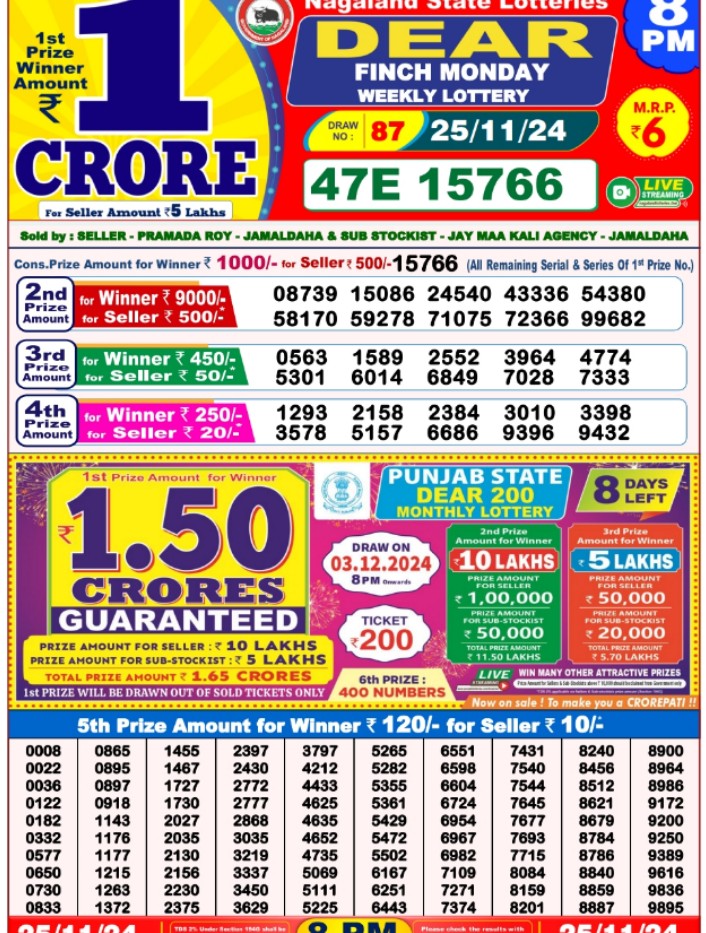 Nagaland State Lotteries
8
PM
1st
Prize
Winner
Amount
₹
1
CRORE
For Seller Amount ₹5 Lakhs
DEAR
FINCH MONDAY
WEEKLY LOTTERY
DRAW
NO :
87
25/11/24
M.R.P.
₹6
47E 15766
LIVE
STREAMING
Sold by : SELLER - PRAMADA ROY - JAMALDAHA & SUB STOCKIST - JAY MAA KALI AGENCY - JAMALDAHA
Cons.Prize Amount for Winner ₹ 1000/- for Seller ₹ 500/- 15766 (All Remaining Serial & Series Of 1st Prize No.)
2nd
Prize
Amount
for Winner ₹ 9000/-
for Seller ₹ 500/-*
08739 15086 24540 43336 54380
58170 59278 71075 72366 99682
3rd
Prize
Amount
for Winner ₹ 450/-
for Seller ₹ 50/-*
0563 1589 2552 3964 4774
5301 6014 6849 7028 7333
4th
Prize
Amount
for Winner ₹ 250/-
for Seller ₹ 20/-*
1293 2158 2384 3010 3398
3578 5157 6686 9396 9432
1st Prize Amount for Winner
₹ 1.50
CRORES
GUARANTEED
PRIZE AMOUNT FOR SELLER : ₹ 10 LAKHS
PRIZE AMOUNT FOR SUB-STOCKIST : ₹ 5 LAKHS
TOTAL PRIZE AMOUNT ₹ 1.65 CRORES
1st PRIZE WILL BE DRAWN OUT OF SOLD TICKETS ONLY
PUNJAB STATE
DEAR 200
MONTHLY LOTTERY
8 DAYS
LEFT
DRAW ON
03.12.2024
8PM Onwards
TICKET
₹200
6th PRIZE :
400 NUMBERS
2nd Prize
Amount for Winner
₹10 LAKHS
PRIZE AMOUNT
FOR SELLER
₹ 1,00,000
PRIZE AMOUNT
FOR SUB-STOCKIST
₹ 50,000
TOTAL PRIZE AMOUNT
₹ 11.50 LAKHS
3rd Prize
Amount for Winner
₹ 5 LAKHS
PRIZE AMOUNT
FOR SELLER
₹ 50,000
PRIZE AMOUNT
FOR SUB-STOCKIST
₹ 20,000
TOTAL PRIZE AMOUNT
₹ 5.70 LAKHS
LIVE
WIN MANY OTHER ATTRACTIVE PRIZES
Now on sale ! To make you a CROREPATI !!
5th Prize Amount for Winner ₹ 120/- for Seller ₹ 10/-
0008 0865 1455 2397 3797 5265 6551 7431 8240 8900
0022 0895 1467 2430 4212 5282 6598 7540 8456 8964
0036 0897 1727 2772 4433 5355 6604 7544 8512 8986
0122 0918 1730 2777 4625 5361 6724 7645 8621 9172
0182 1143 2027 2868 4635 5429 6954 7677 8679 9200
0332 1176 2035 3035 4652 5472 6967 7693 8784 9250
0577 1177 2130 3219 4735 5502 6982 7715 8786 9389
0650 1215 2156 3337 5069 6167 7109 8084 8840 9616
0730 1263 2230 3450 5111 6251 7271 8159 8859 9836
0833 1372 2375 3629 5225 6443 7374 8201 8887 9895
25/11/24
TDS 2% Under Section 194G shall be
8 PM
Please check the results with
25/11/24